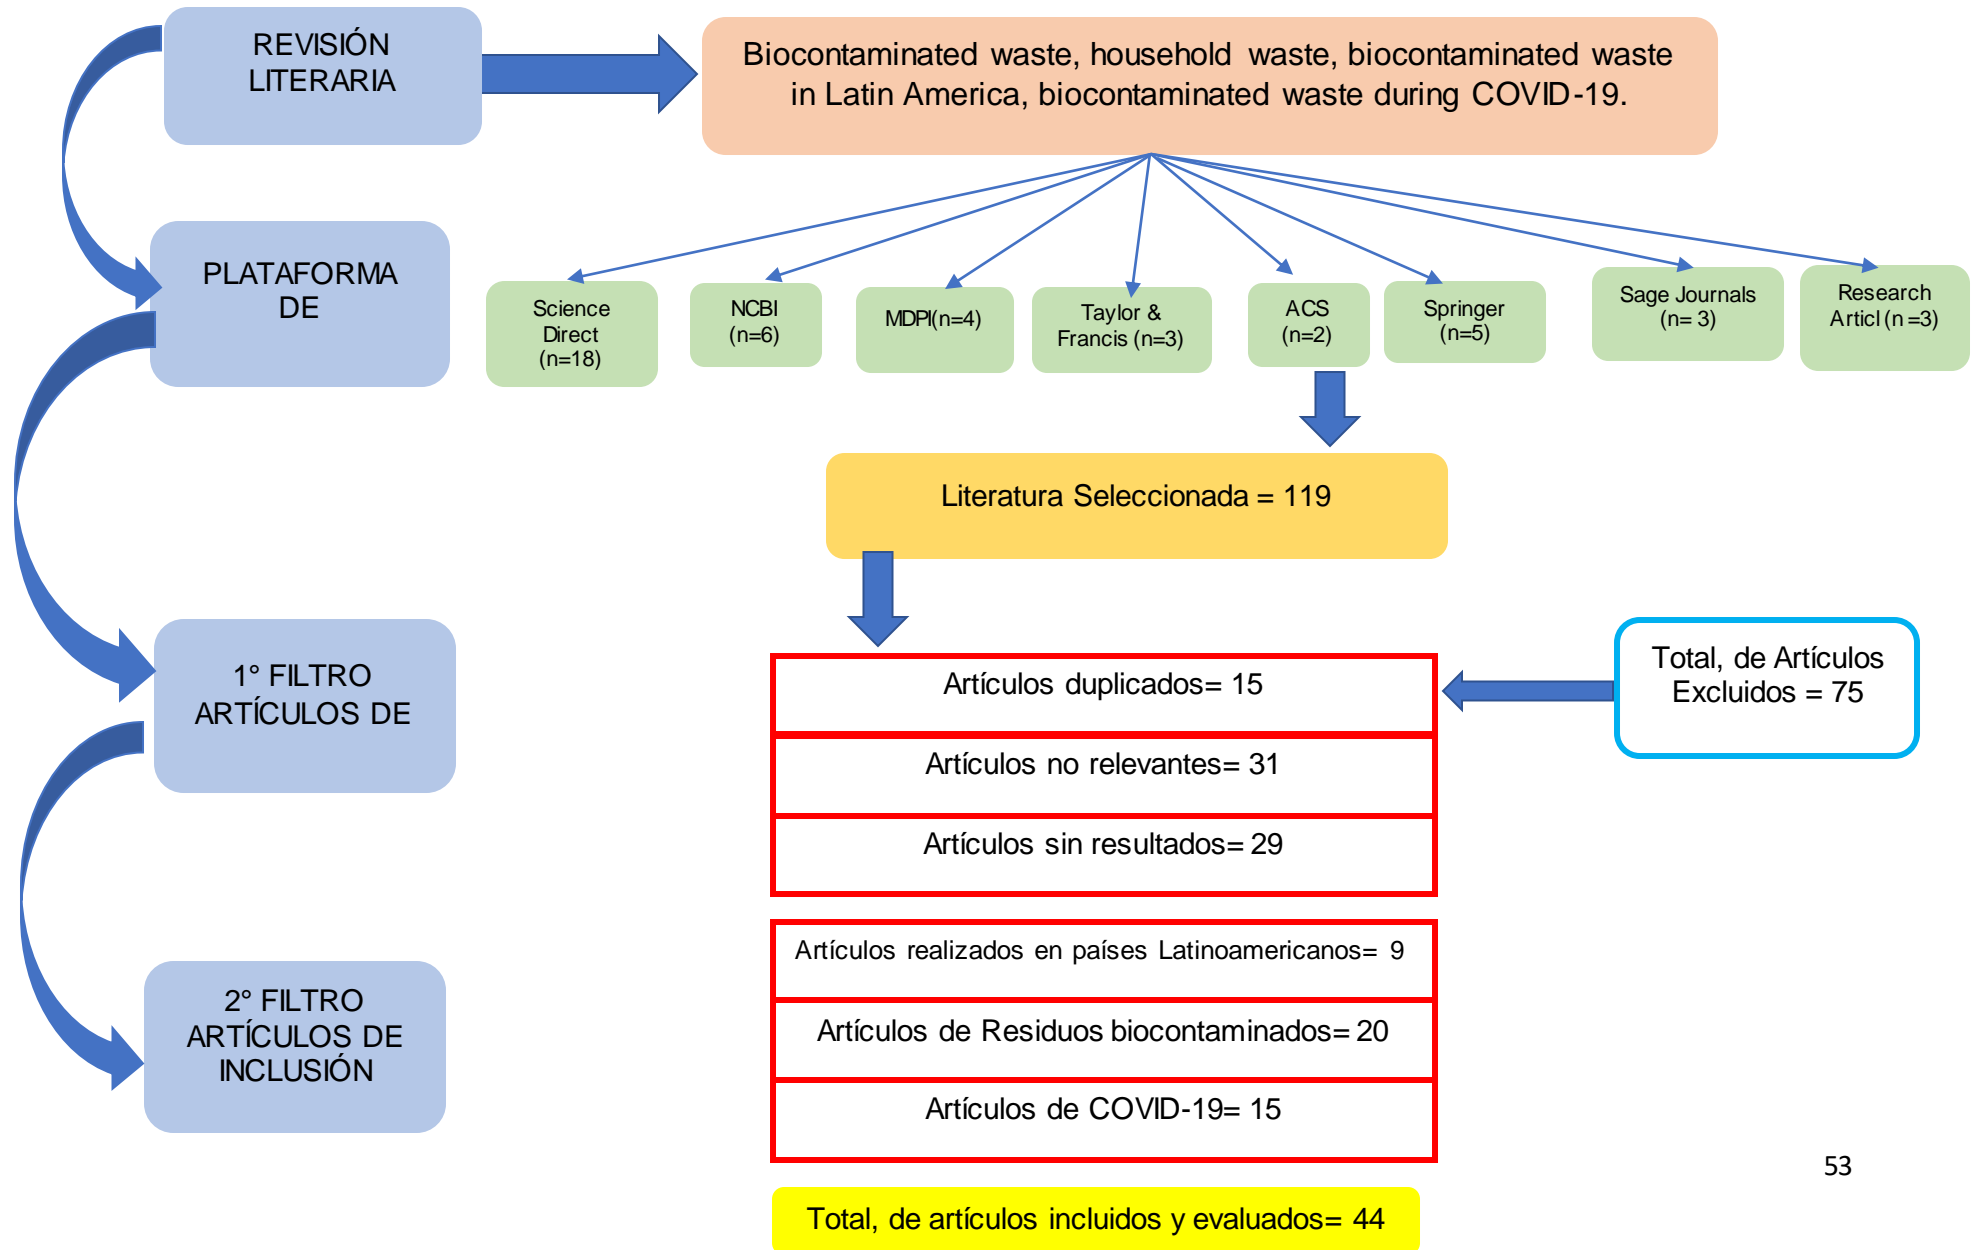 REVISIÓN
LITERARIA
Biocontaminated waste, household waste, biocontaminated waste
in Latin America, biocontaminated waste during COVID-19.
PLATAFORMA
DE
Science
Direct
(n=18)
NCBI
(n=6)
MDPI(n=4)
Taylor &
Francis (n=3)
ACS
(n=2)
Springer
(n=5)
Sage Journals
(n= 3)
Research
Articl (n =3)
Literatura Seleccionada = 119
1° FILTRO
ARTÍCULOS DE
Artículos duplicados= 15
Artículos no relevantes= 31
Artículos sin resultados= 29
Total, de Artículos
Excluidos = 75
2° FILTRO
ARTÍCULOS DE
INCLUSIÓN
Artículos realizados en países Latinoamericanos= 9
Artículos de Residuos biocontaminados= 20
Artículos de COVID-19= 15
Total, de artículos incluidos y evaluados= 44
53